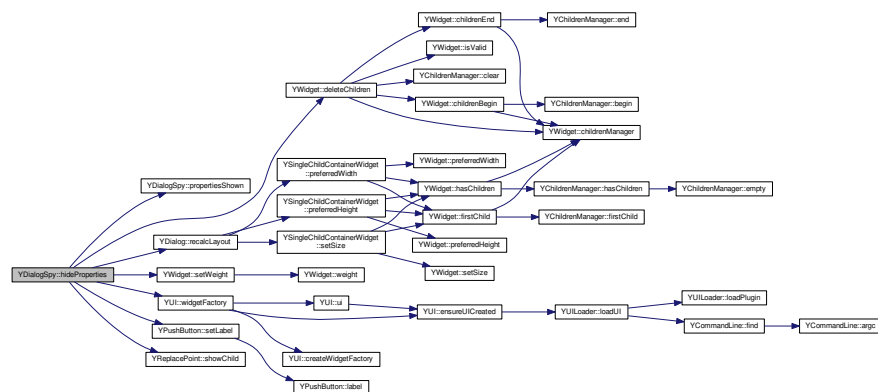 YWidget::childrenEnd
YChildrenManager::end
YWidget::isValid
YChildrenManager::clear
YWidget::deleteChildren
YWidget::childrenBegin
YChildrenManager::begin
YWidget::childrenManager
YWidget::preferredWidth
YSingleChildContainerWidget
::preferredWidth
YDialogSpy::propertiesShown
YWidget::hasChildren
YChildrenManager::hasChildren
YChildrenManager::empty
YSingleChildContainerWidget
::preferredHeight
YWidget::firstChild
YChildrenManager::firstChild
YDialog::recalcLayout
YSingleChildContainerWidget
::setSize
YWidget::preferredHeight
YDialogSpy::hideProperties
YWidget::setWeight
YWidget::weight
YWidget::setSize
YUI::widgetFactory
YUI::ui
YUI::ensureUICreated
YUILoader::loadUI
YUILoader::loadPlugin
YPushButton::setLabel
YCommandLine::find
YCommandLine::argc
YReplacePoint::showChild
YUI::createWidgetFactory
YPushButton::label